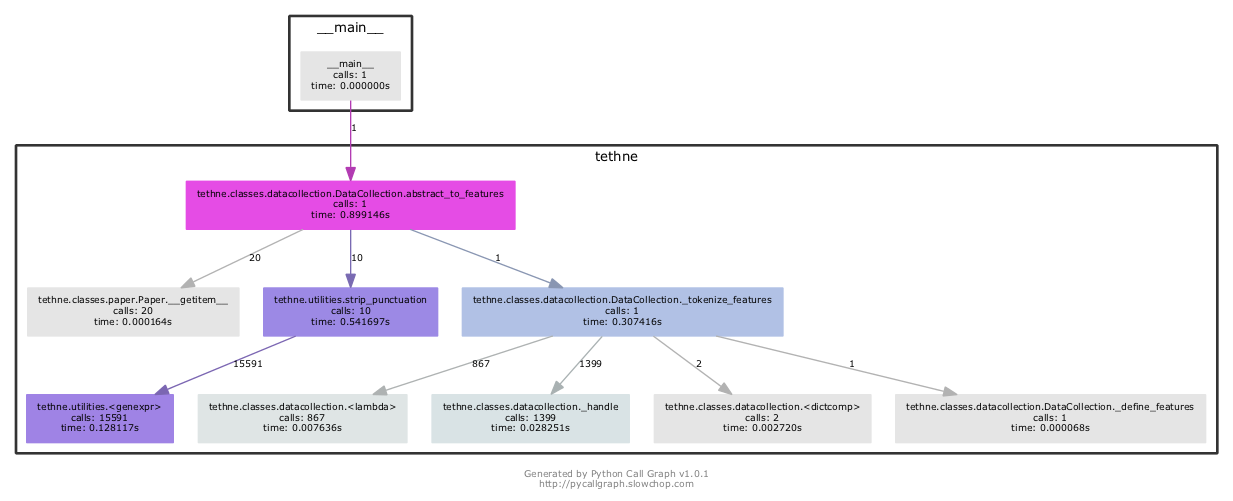 __main__
__main__
calls: 1
time: 0.000000s
1
tethne
tethne.classes.datacollection.DataCollection.abstract_to_features
calls: 1
time: 0.899146s
20
10
1
tethne.classes.paper.Paper.__getitem__
calls: 20
time: 0.000164s
tethne.utilities.strip_punctuation
calls: 10
time: 0.541697s
tethne.classes.datacollection.DataCollection._tokenize_features
calls: 1
time: 0.307416s
15591
867
1399
2
1
tethne.utilities.<genexpr>
calls: 15591
time: 0.128117s
tethne.classes.datacollection.<lambda>
calls: 867
time: 0.007636s
tethne.classes.datacollection._handle
calls: 1399
time: 0.028251s
tethne.classes.datacollection.<dictcomp>
calls: 2
time: 0.002720s
tethne.classes.datacollection.DataCollection._define_features
calls: 1
time: 0.000068s
Generated by Python Call Graph v1.0.1
http://pycallgraph.slowchop.com